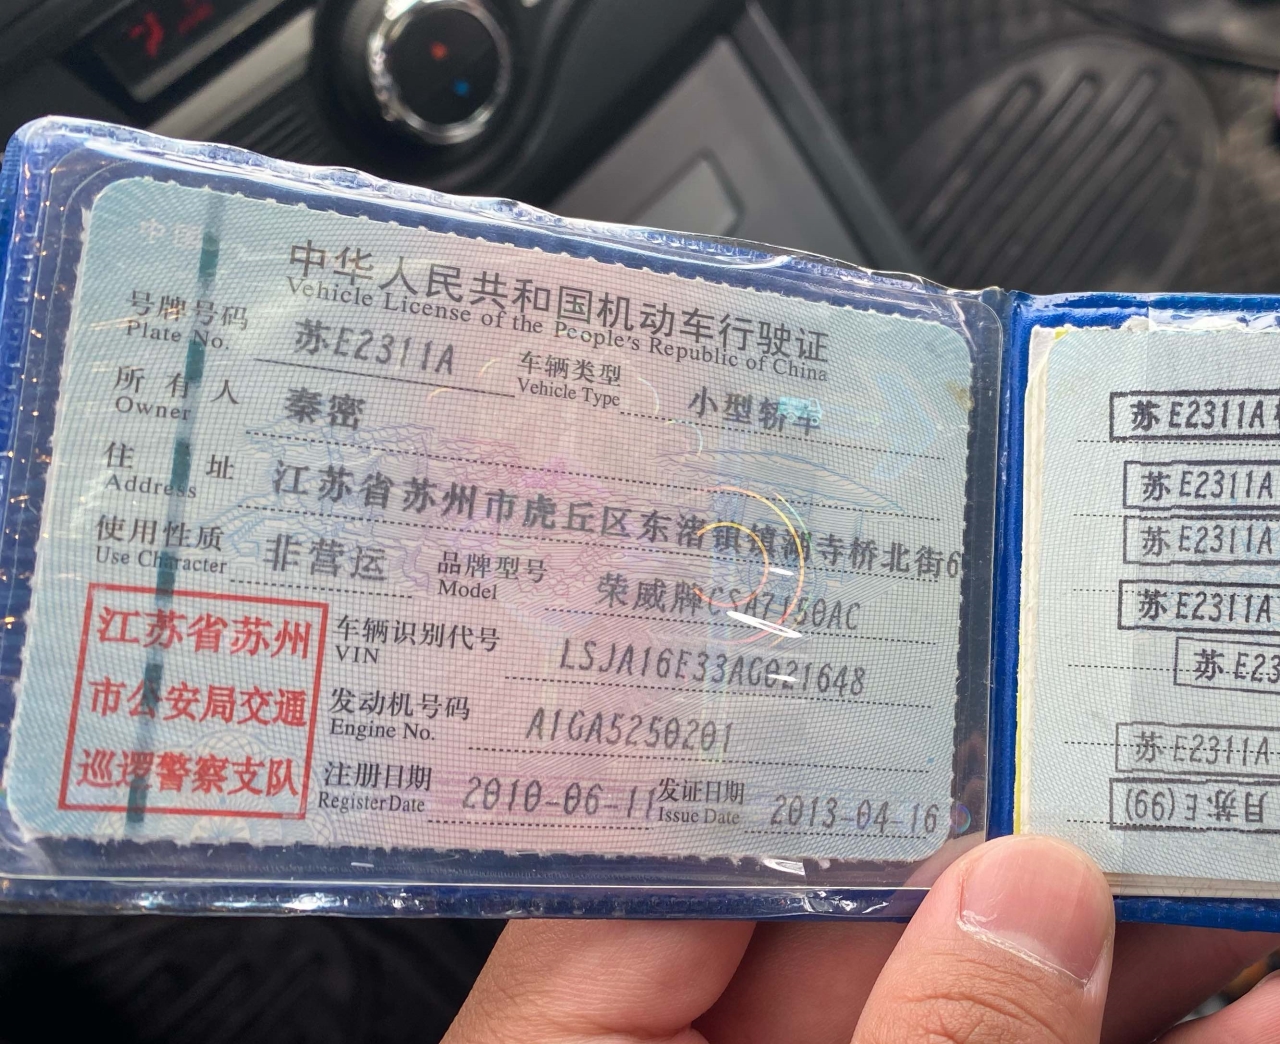 中华人民共和国机动车行驶证
Vehicle License of the People's Republic of China
号牌号码
Plate No.
苏E2311A
车辆类型
Vehicle Type
小型轿车
所有人
Owner
秦密
住址
Address
江苏省苏州市虎丘区东渚镇镇湖寺桥北街6
使用性质
Use Character
非营运
品牌型号
Model
荣威牌CSA7150AC
江苏省苏州
市公安局交通
巡逻警察支队
车辆识别代号
VIN
LSJA16E33AG021648
发动机号码
Engine No.
A1GA5250201
注册日期
Register Date
2010-06-11
发证日期
Issue Date
2013-04-16
苏E2311A
苏E2311A
苏E2311A
苏E2311A
苏E23
苏E2311A